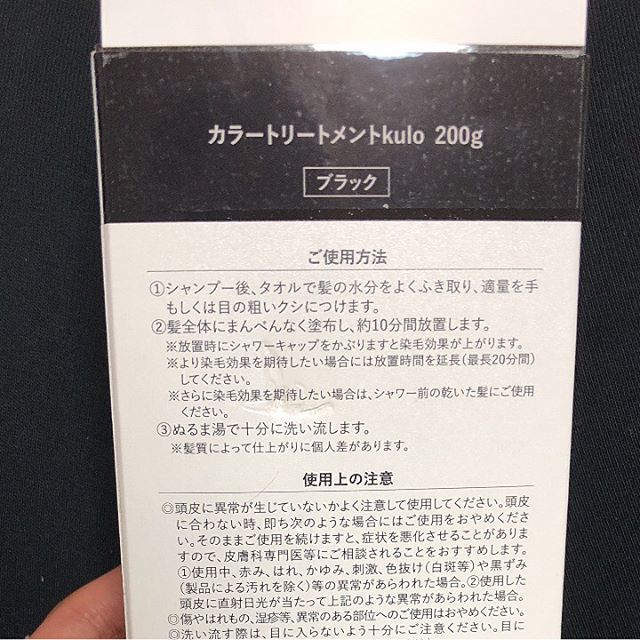 カラートリートメントkulo 200g
ブラック
ご使用方法
①シャンプー後、タオルで髪の水分をよくふき取り、適量を手
もしくは目の粗いクシにつけます。
②髪全体にまんべんなく塗布し、約10分間放置します。
※放置時にシャワーキャップをかぶりますと染毛効果が上がります。
※より染毛効果を期待したい場合には放置時間を延長(最長20分間)
してください。
※さらに染毛効果を期待したい場合は、シャワー前の乾いた髪にご使用
ください。
③ぬるま湯で十分に洗い流します。
※髪質によって仕上がりに個人差があります。
使用上の注意
◎頭皮に異常が生じていないかよく注意して使用してください。頭皮
に合わない時、即ち次のような場合にはご使用をおやめくださ
い。そのままご使用を続けますと、症状を悪化させることがありま
すので、皮膚科専門医等にご相談されることをおすすめします。
①使用中、赤み、はれ、かゆみ、刺激、色抜け(白斑等)や黒ずみ
(製品による汚れを除く)等の異常があらわれた場合。②使用した
頭皮に直射日光が当たって上記のような異常があらわれた場合。
◎傷やはれもの、湿疹等、異常のある部位へのご使用はおやめください。
◎洗い流す際は、目に入らないよう十分にご注意ください。目に